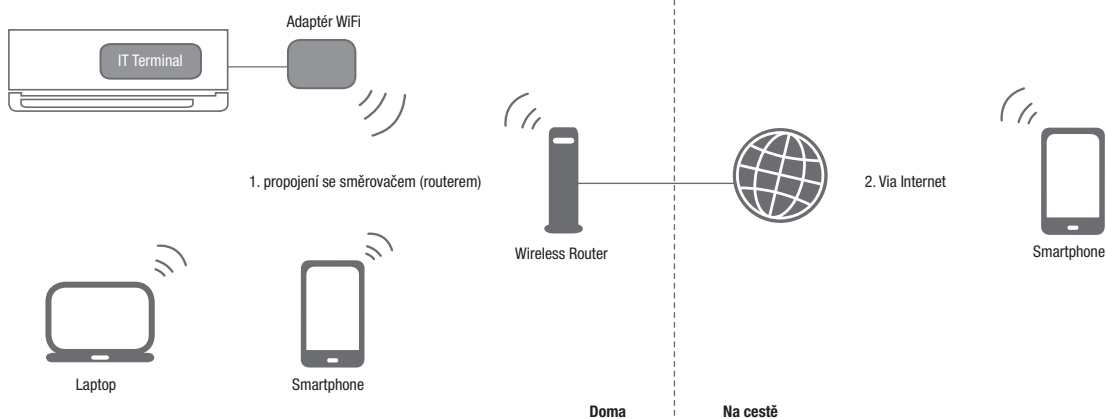 Adaptér WiFi
IT Terminal
1. propojení se směrovačem (routerem)
2. Via Internet
Wireless Router
Smartphone
Laptop
Smartphone
Doma
Na cestě